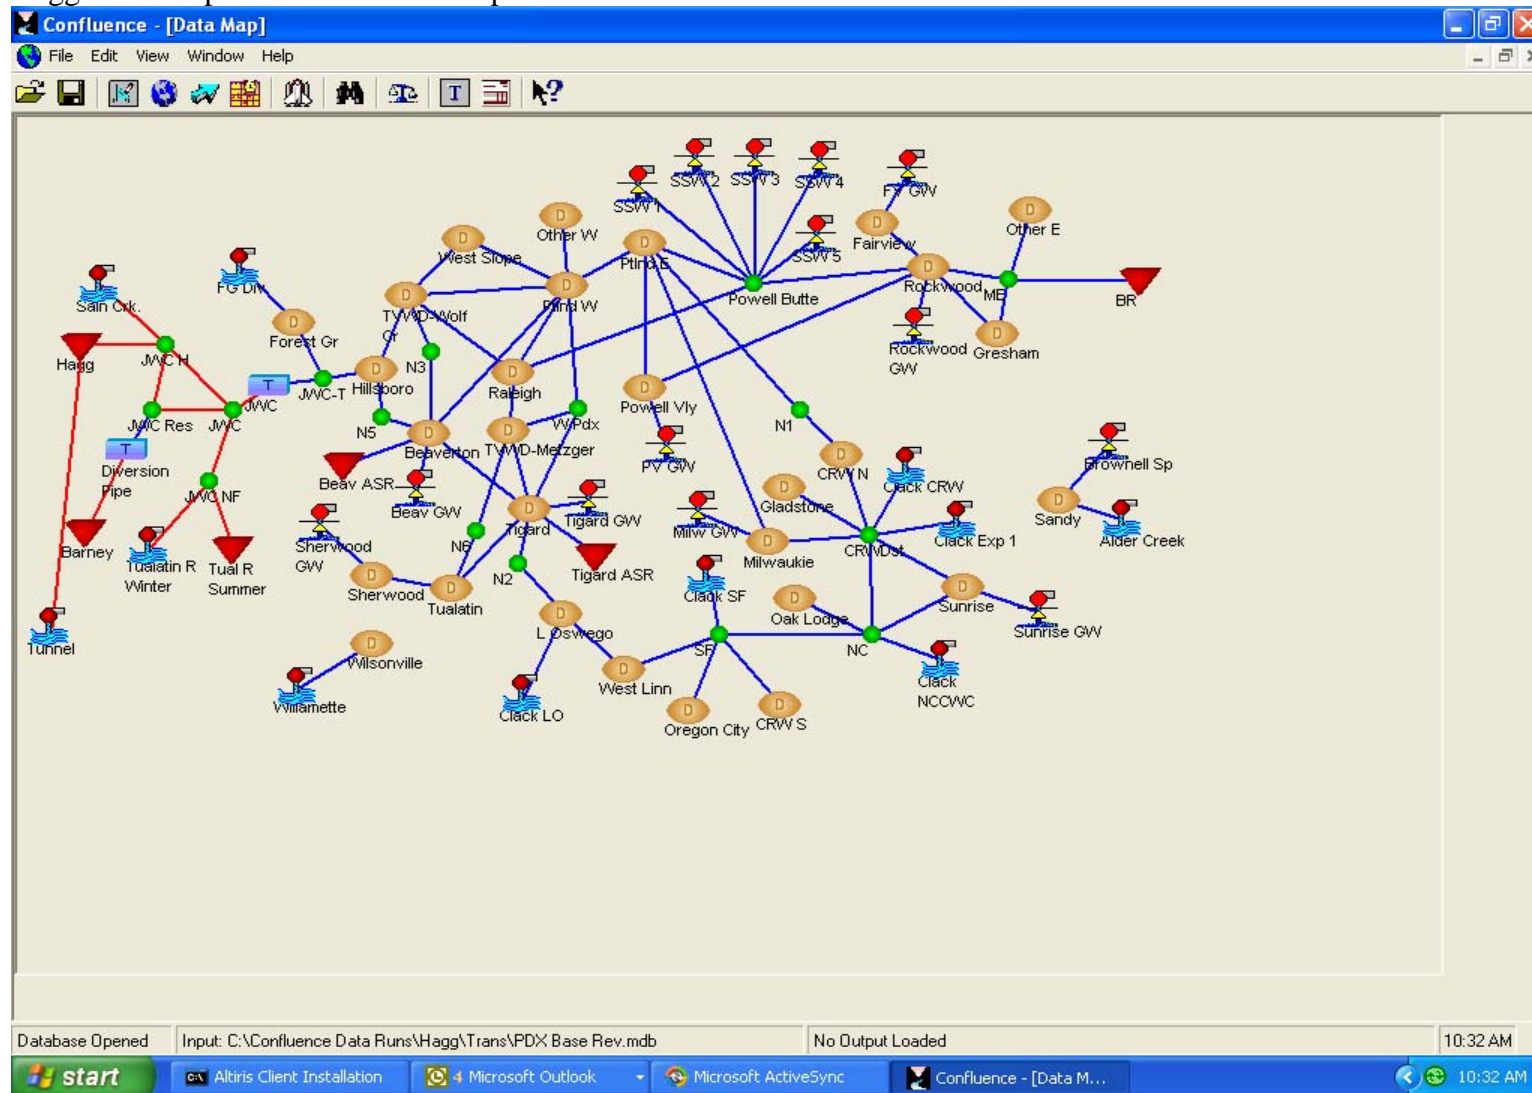 Confluence - [Data Map]
File Edit View Window Help
T
SSW 1
SSW 2
SSW 3
SSW 4
SSW 5
FV GW
Other W
Other E
D
West Slope
Ptlnd E
Fairview
Sain Crk.
FG Div
TVWD-Wolf
Cr
Ptlnd W
Powell Butte
Rockwood
ME
BR
Hagg
JWC H
Forest Gr
N3
Rockwood
GW
Gresham
T
JWC
JWC-T
Hillsboro
Raleigh
Powell Vly
JWC Res
JWC
N5
W Pdx
N1
T
Diversion
Pipe
Beaverton
TVWD-Metzger
PV GW
CRW N
Brownell Sp
JWC NF
Beav ASR
Beav GW
Gladstone
Clack CRW
Sandy
Barney
Tualatin R
Winter
Tual R
Summer
Sherwood
GW
N6
Tigard
Tigard GW
Milw GW
CRWDst
Clack Exp 1
Alder Creek
N2
Tigard ASR
Milwaukie
Sherwood
Tualatin
Clack SF
Oak Lodge
Sunrise
Tunnel
L Oswego
Sunrise GW
Wilsonville
SF
NC
Willamette
West Linn
Clack
NCCWC
Clack LO
Oregon City
CRW S
Database Opened
Input: C:\Confluence Data Runs\Hagg\Trans\PDX Base Rev.mdb
No Output Loaded
10:32 AM
start
Altiris Client Installation
4 Microsoft Outlook
Microsoft ActiveSync
Confluence - [Data M...
10:32 AM